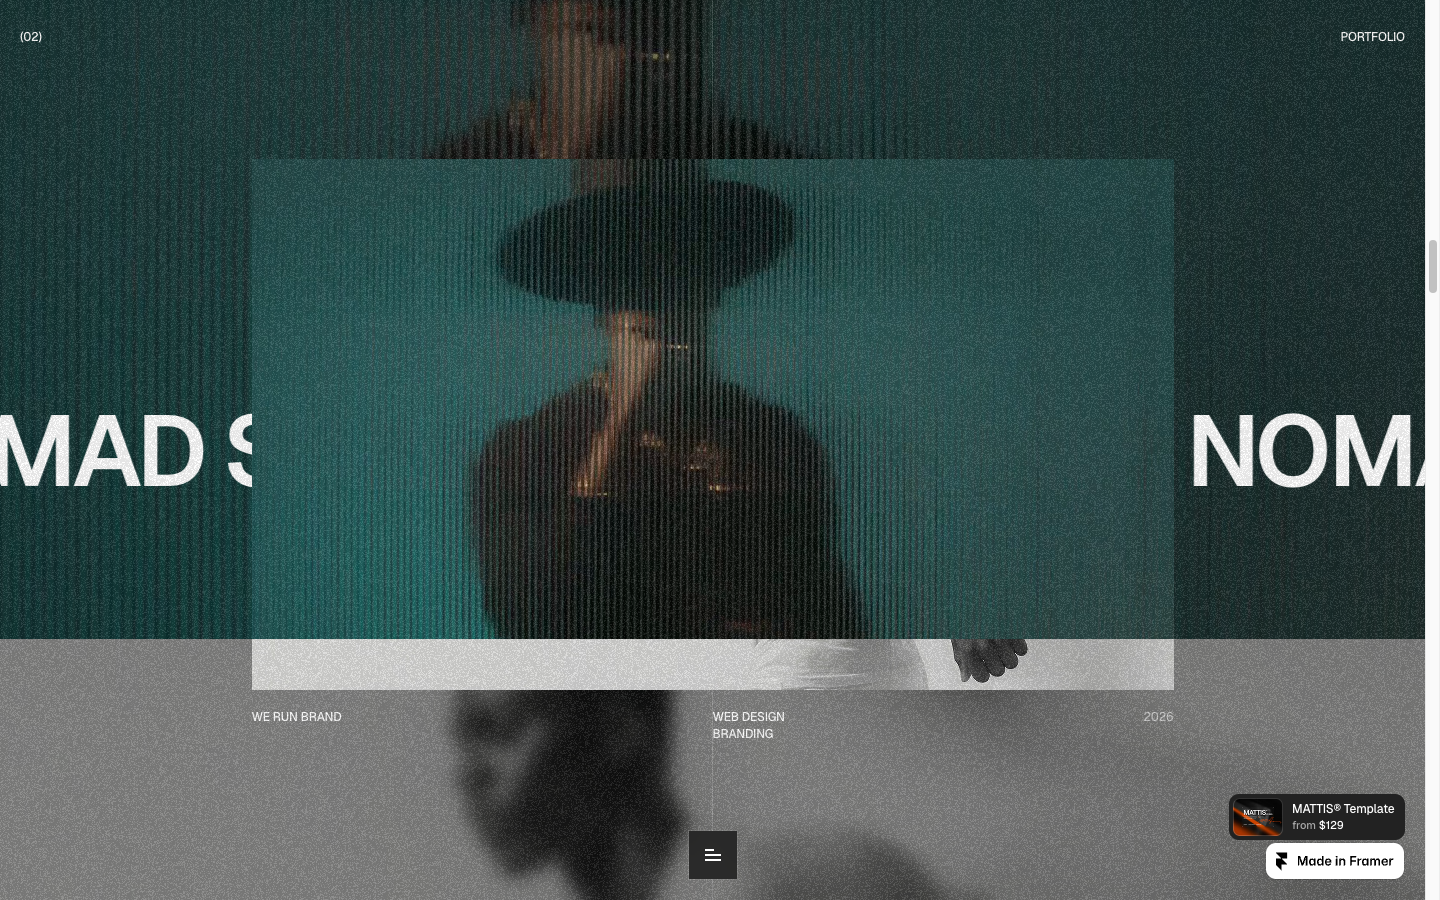 (02)
PORTFOLIO
MAD S
NOMA
WE RUN BRAND
WEB DESIGN
BRANDING
2026
MATTIS® Template
from $129
Made in Framer